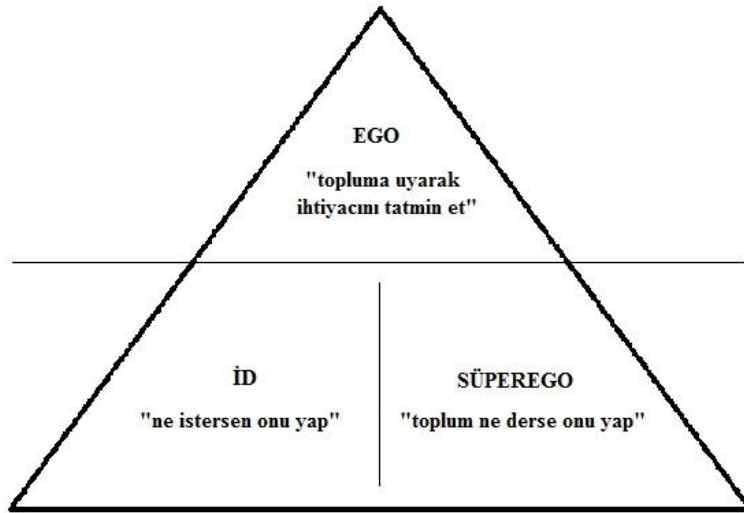 EGO
"topluma uyarak
ihtiyacını tatmin et"
İD
"ne istersen onu yap"
SÜPEREGO
"toplum ne derse onu yap"